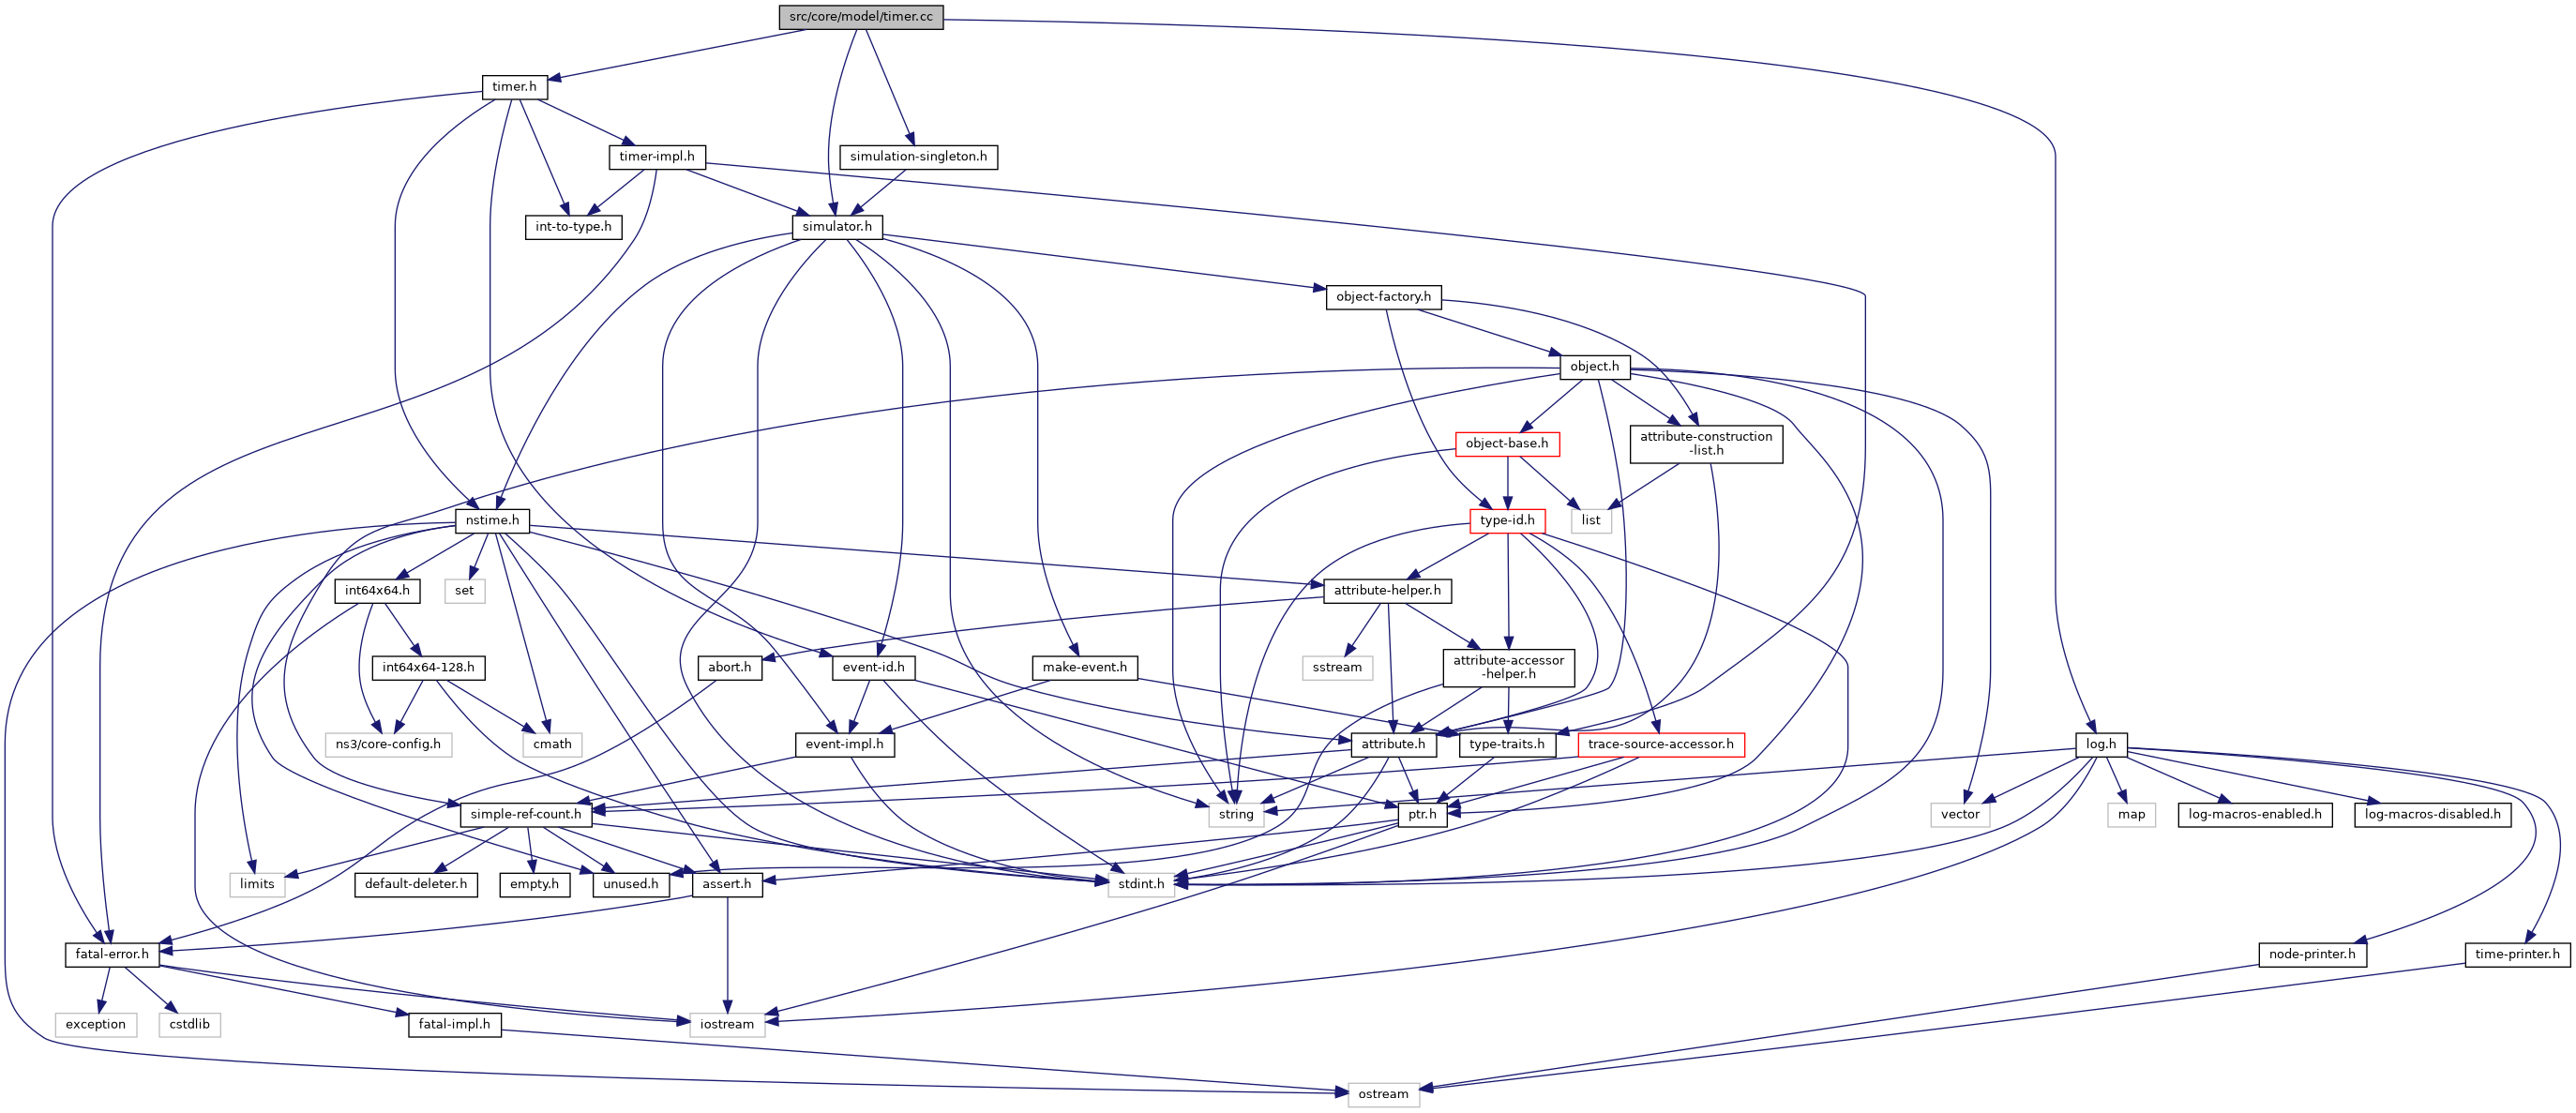 src/core/model/timer.cc
timer.h
timer-impl.h
simulation-singleton.h
int-to-type.h
simulator.h
object-factory.h
object.h
object-base.h
attribute-construction
-list.h
nstime.h
type-id.h
list
int64x64.h
set
attribute-helper.h
int64x64-128.h
abort.h
event-id.h
make-event.h
sstream
attribute-accessor
-helper.h
ns3/core-config.h
cmath
event-impl.h
attribute.h
type-traits.h
trace-source-accessor.h
log.h
simple-ref-count.h
string
ptr.h
vector
map
log-macros-enabled.h
log-macros-disabled.h
limits
default-deleter.h
empty.h
unused.h
assert.h
stdint.h
fatal-error.h
node-printer.h
time-printer.h
exception
cstdlib
fatal-impl.h
iostream
ostream